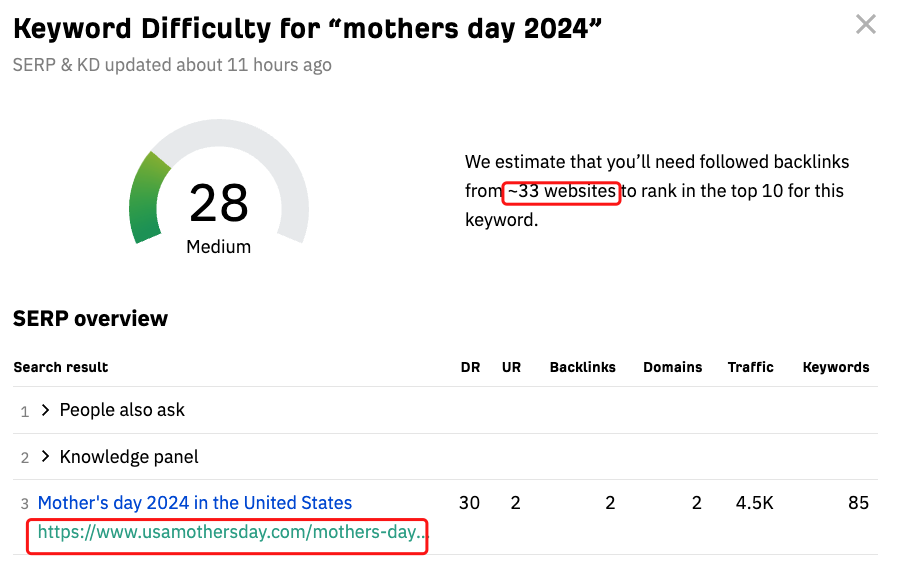 Keyword Difficulty for “mothers day 2024”
SERP & KD updated about 11 hours ago
28
Medium
We estimate that you’ll need followed backlinks
from ~33 websites to rank in the top 10 for this
keyword.
SERP overview
Search result DR UR Backlinks Domains Traffic Keywords
1 People also ask
2 Knowledge panel
3 Mother's day 2024 in the United States 30 2 2 2 4.5K 85
https://www.usamothersday.com/mothers-day...